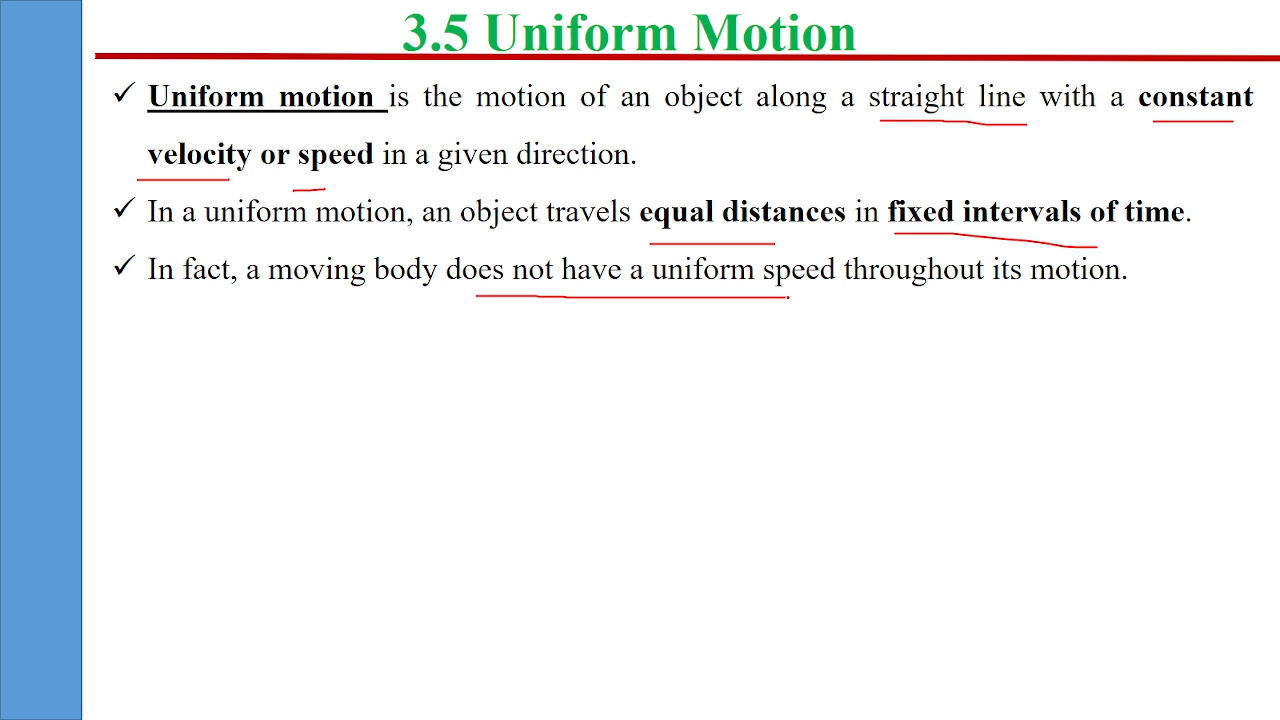 3.5 Uniform Motion
✓ Uniform motion is the motion of an object along a straight line with a constant
velocity or speed in a given direction.
✓ In a uniform motion, an object travels equal distances in fixed intervals of time.
✓ In fact, a moving body does not have a uniform speed throughout its motion.